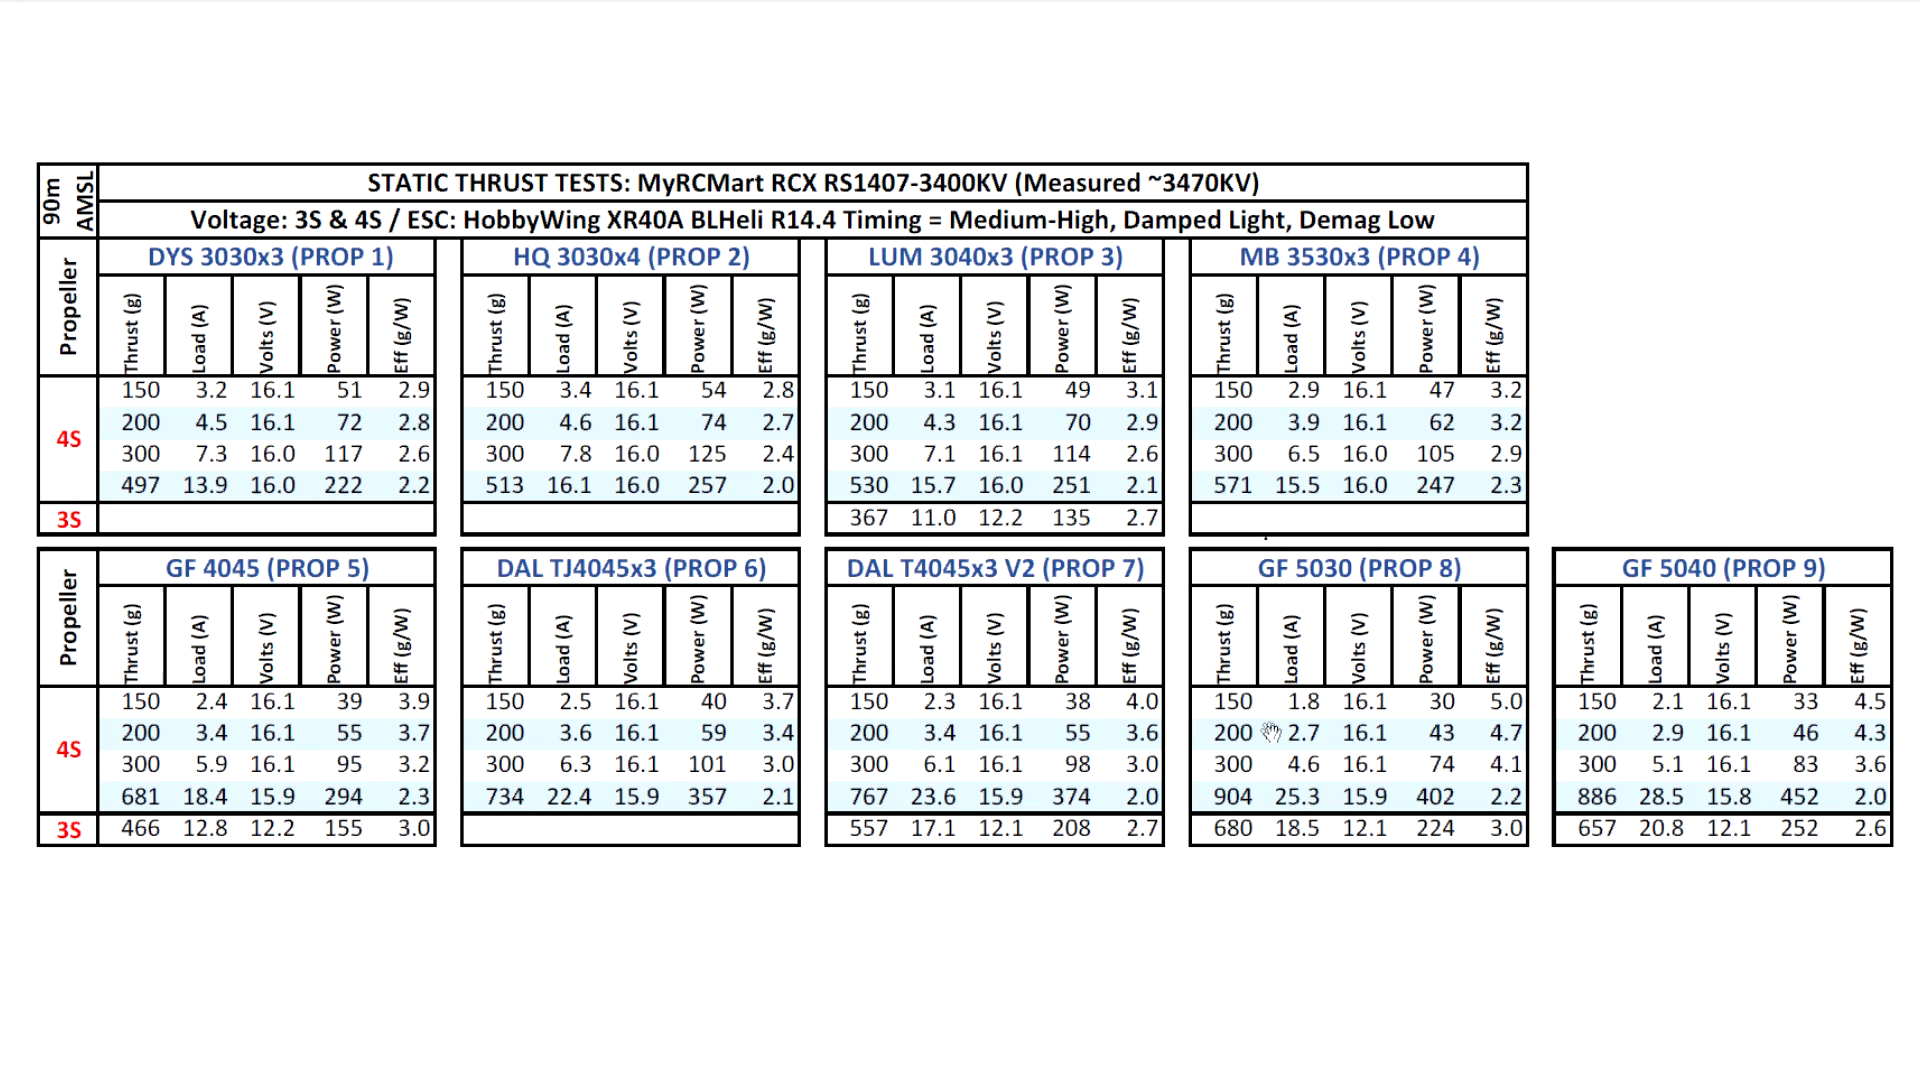 90m AMSL
STATIC THRUST TESTS: MyRCMart RCX RS1407-3400KV (Measured ~3470KV)
Voltage: 3S & 4S / ESC: HobbyWing XR40A BLHeli R14.4 Timing = Medium-High, Damped Light, Demag Low
Propeller
DYS 3030x3 (PROP 1) HQ 3030x4 (PROP 2) LUM 3040x3 (PROP 3) MB 3530x3 (PROP 4)
Thrust (g) Load (A) Volts (V) Power (W) Eff (g/W) Thrust (g) Load (A) Volts (V) Power (W) Eff (g/W) Thrust (g) Load (A) Volts (V) Power (W) Eff (g/W) Thrust (g) Load (A) Volts (V) Power (W) Eff (g/W)
4S
150 3.2 16.1 51 2.9 150 3.4 16.1 54 2.8 150 3.1 16.1 49 3.1 150 2.9 16.1 47 3.2
200 4.5 16.1 72 2.8 200 4.6 16.1 74 2.7 200 4.3 16.1 70 2.9 200 3.9 16.1 62 3.2
300 7.3 16.0 117 2.6 300 7.8 16.0 125 2.4 300 7.1 16.1 114 2.6 300 6.5 16.0 105 2.9
497 13.9 16.0 222 2.2 513 16.1 16.0 257 2.0 530 15.7 16.0 251 2.1 571 15.5 16.0 247 2.3
3S 367 11.0 12.2 135 2.7
Propeller
GF 4045 (PROP 5) DAL TJ4045x3 (PROP 6) DAL T4045x3 V2 (PROP 7) GF 5030 (PROP 8) GF 5040 (PROP 9)
Thrust (g) Load (A) Volts (V) Power (W) Eff (g/W) Thrust (g) Load (A) Volts (V) Power (W) Eff (g/W) Thrust (g) Load (A) Volts (V) Power (W) Eff (g/W) Thrust (g) Load (A) Volts (V) Power (W) Eff (g/W) Thrust (g) Load (A) Volts (V) Power (W) Eff (g/W)
4S
150 2.4 16.1 39 3.9 150 2.5 16.1 40 3.7 150 2.3 16.1 38 4.0 150 1.8 16.1 30 5.0 150 2.1 16.1 33 4.5
200 3.4 16.1 55 3.7 200 3.6 16.1 59 3.4 200 3.4 16.1 55 3.6 200 2.7 16.1 43 4.7 200 2.9 16.1 46 4.3
300 5.9 16.1 95 3.2 300 6.3 16.1 101 3.0 300 6.1 16.1 98 3.0 300 4.6 16.1 74 4.1 300 5.1 16.1 83 3.6
681 18.4 15.9 294 2.3 734 22.4 15.9 357 2.1 767 23.6 15.9 374 2.0 904 25.3 15.9 402 2.2 886 28.5 15.8 452 2.0
3S 466 12.8 12.2 155 3.0 557 17.1 12.1 208 2.7 680 18.5 12.1 224 3.0 657 20.8 12.1 252 2.6